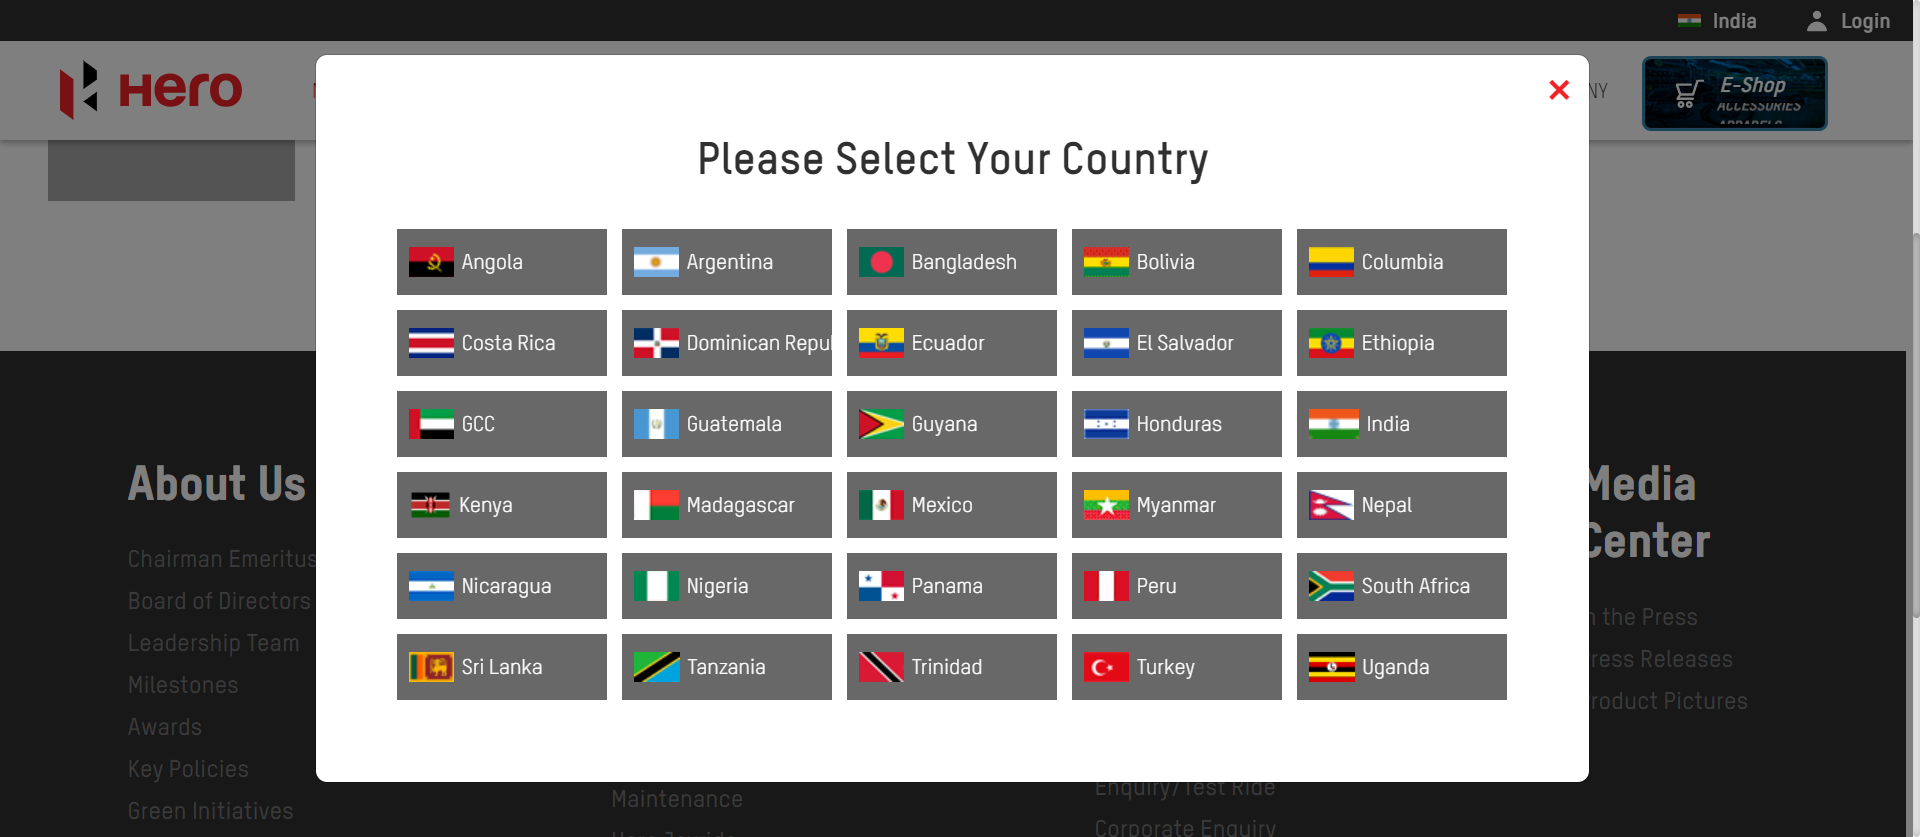 India Login
Hero
NY
E-Shop
ACCESSORIES
Please Select Your Country
Angola Argentina Bangladesh Bolivia Columbia
Costa Rica Dominican Repu Ecuador El Salvador Ethiopia
GCC Guatemala Guyana Honduras India
Kenya Madagascar Mexico Myanmar Nepal
Nicaragua Nigeria Panama Peru South Africa
Sri Lanka Tanzania Trinidad Turkey Uganda
About Us
Chairman Emeritus
Board of Directors
Leadership Team
Milestones
Awards
Key Policies
Green Initiatives
Maintenance
Enquiry/Test Ride
Corporate Enquiry
Media
Center
the Press
ress Releases
roduct Pictures